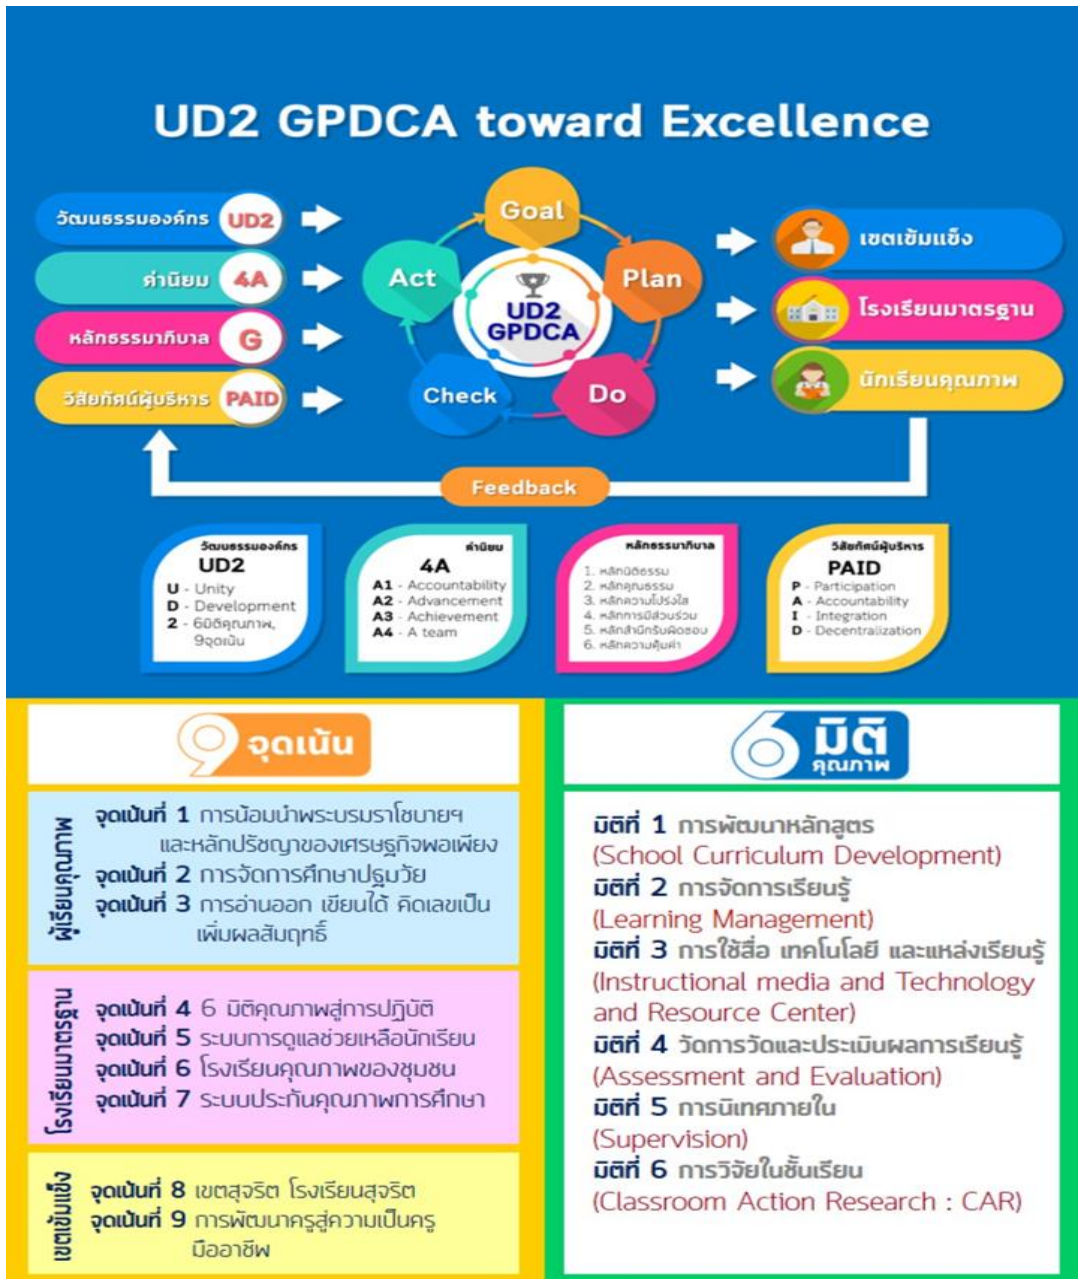 UD2 GPDCA toward Excellence
วัฒนธรรมองค์กร UD2
ค่านิยม 4A
หลักธรรมาภิบาล G
วิสัยทัศน์ผู้บริหาร PAID
Goal
Plan
Do
Check
Act
UD2
GPDCA
เขตเข้มแข็ง
โรงเรียนมาตรฐาน
นักเรียนคุณภาพ
Feedback
วัฒนธรรมองค์กร
UD2
U - Unity
D - Development
2 - 6มิติคุณภาพ,
9จุดเน้น
ค่านิยม
4A
A1 - Accountability
A2 - Advancement
A3 - Achievement
A4 - A team
หลักธรรมาภิบาล
1. หลักนิติธรรม
2. หลักคุณธรรม
3. หลักความโปร่งใส
4. หลักการมีส่วนร่วม
5. หลักสำนึกรับผิดชอบ
6. หลักความคุ้มค่า
วิสัยทัศน์ผู้บริหาร
PAID
P - Participation
A - Accountability
I - Integration
D - Decentralization
9 จุดเน้น
ผู้เรียนคุณภาพ
จุดเน้นที่ 1 การน้อมนำพระบรมราโชบายฯ
และหลักปรัชญาของเศรษฐกิจพอเพียง
จุดเน้นที่ 2 การจัดการศึกษาปฐมวัย
จุดเน้นที่ 3 การอ่านออก เขียนได้ คิดเลขเป็น
เพิ่มผลสัมฤทธิ์
โรงเรียนมาตรฐาน
จุดเน้นที่ 4 6 มิติคุณภาพสู่การปฏิบัติ
จุดเน้นที่ 5 ระบบการดูแลช่วยเหลือนักเรียน
จุดเน้นที่ 6 โรงเรียนคุณภาพของชุมชน
จุดเน้นที่ 7 ระบบประกันคุณภาพการศึกษา
เขตเข้มแข็ง
จุดเน้นที่ 8 เขตสุจริต โรงเรียนสุจริต
จุดเน้นที่ 9 การพัฒนาครูสู่ความเป็นครู
มืออาชีพ
6 มิติ
คุณภาพ
มิติที่ 1 การพัฒนาหลักสูตร
(School Curriculum Development)
มิติที่ 2 การจัดการเรียนรู้
(Learning Management)
มิติที่ 3 การใช้สื่อ เทคโนโลยี และแหล่งเรียนรู้
(Instructional media and Technology
and Resource Center)
มิติที่ 4 วัดการวัดและประเมินผลการเรียนรู้
(Assessment and Evaluation)
มิติที่ 5 การนิเทศภายใน
(Supervision)
มิติที่ 6 การวิจัยในชั้นเรียน
(Classroom Action Research : CAR)